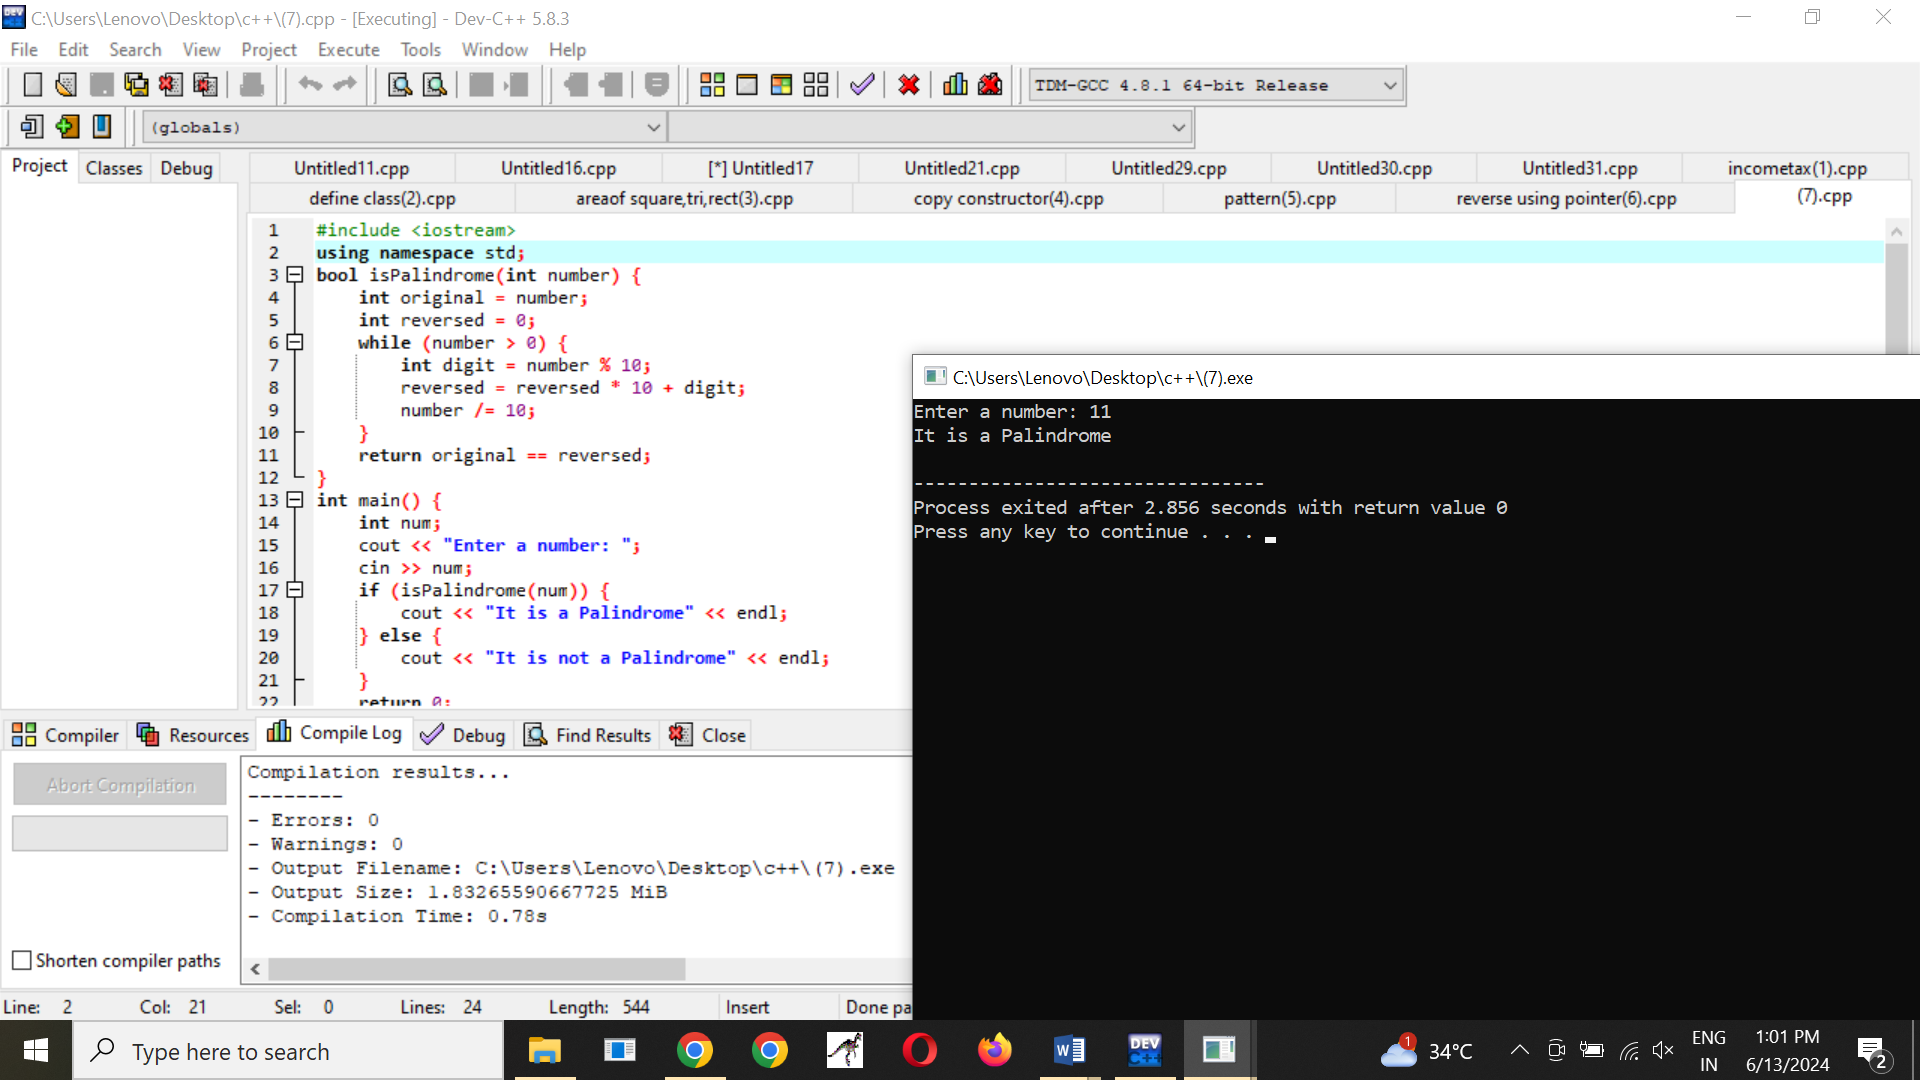 C:\Users\Lenovo\Desktop\c++\(7).cpp - [Executing] - Dev-C++ 5.8.3
File Edit Search View Project Execute Tools Window Help
TDM-GCC 4.8.1 64-bit Release
(globals)
Project Classes Debug
Untitled11.cpp Untitled16.cpp [*] Untitled17 Untitled21.cpp Untitled29.cpp Untitled30.cpp Untitled31.cpp incometax(1).cpp
define class(2).cpp areaof square,tri,rect(3).cpp copy constructor(4).cpp pattern(5).cpp reverse using pointer(6).cpp (7).cpp
1 #include <iostream>
2 using namespace std;
3 bool isPalindrome(int number) {
4 int original = number;
5 int reversed = 0;
6 while (number > 0) {
7 int digit = number % 10;
8 reversed = reversed * 10 + digit;
9 number /= 10;
10 }
11 return original == reversed;
12 }
13 int main() {
14 int num;
15 cout << "Enter a number: ";
16 cin >> num;
17 if (isPalindrome(num)) {
18 cout << "It is a Palindrome" << endl;
19 } else {
20 cout << "It is not a Palindrome" << endl;
21 }
22 return 0;
C:\Users\Lenovo\Desktop\c++\(7).exe
Enter a number: 11
It is a Palindrome
--------------------------------
Process exited after 2.856 seconds with return value 0
Press any key to continue . . .
Compiler Resources Compile Log Debug Find Results Close
Abort Compilation
Shorten compiler paths
Compilation results...
--------
- Errors: 0
- Warnings: 0
- Output Filename: C:\Users\Lenovo\Desktop\c++\(7).exe
- Output Size: 1.83265590667725 MiB
- Compilation Time: 0.78s
Line: 2 Col: 21 Sel: 0 Lines: 24 Length: 544 Insert Done pa
Type here to search
DEV C++
1
34°C
ENG
IN
1:01 PM
6/13/2024
2